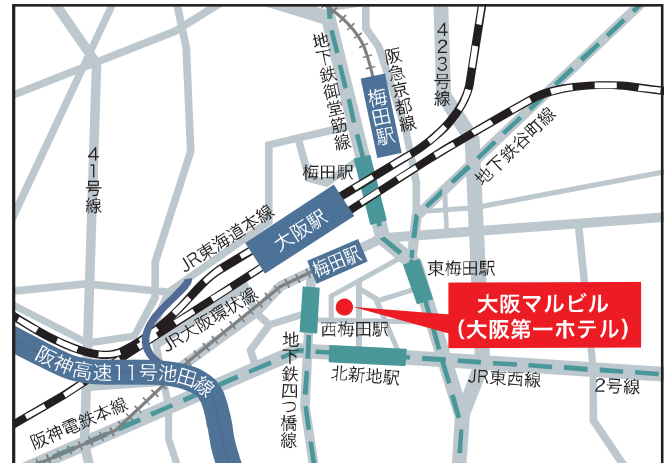 地下鉄御堂筋線
梅田駅
阪急京都線
423号線
41号線
梅田駅
地下鉄谷町線
JR東海道本線
大阪駅
梅田駅
東梅田駅
大阪マルビル
(大阪第一ホテル)
JR大阪環状線
西梅田駅
阪神高速11号池田線
地下鉄四つ橋線
北新地駅
JR東西線
2号線
阪神電鉄本線